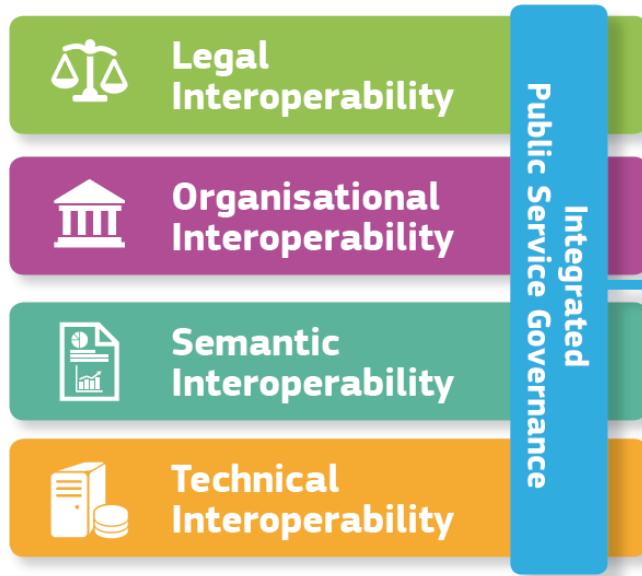 Legal
Interoperability
Organisational
Interoperability
Semantic
Interoperability
Technical
Interoperability
Integrated
Public Service Governance